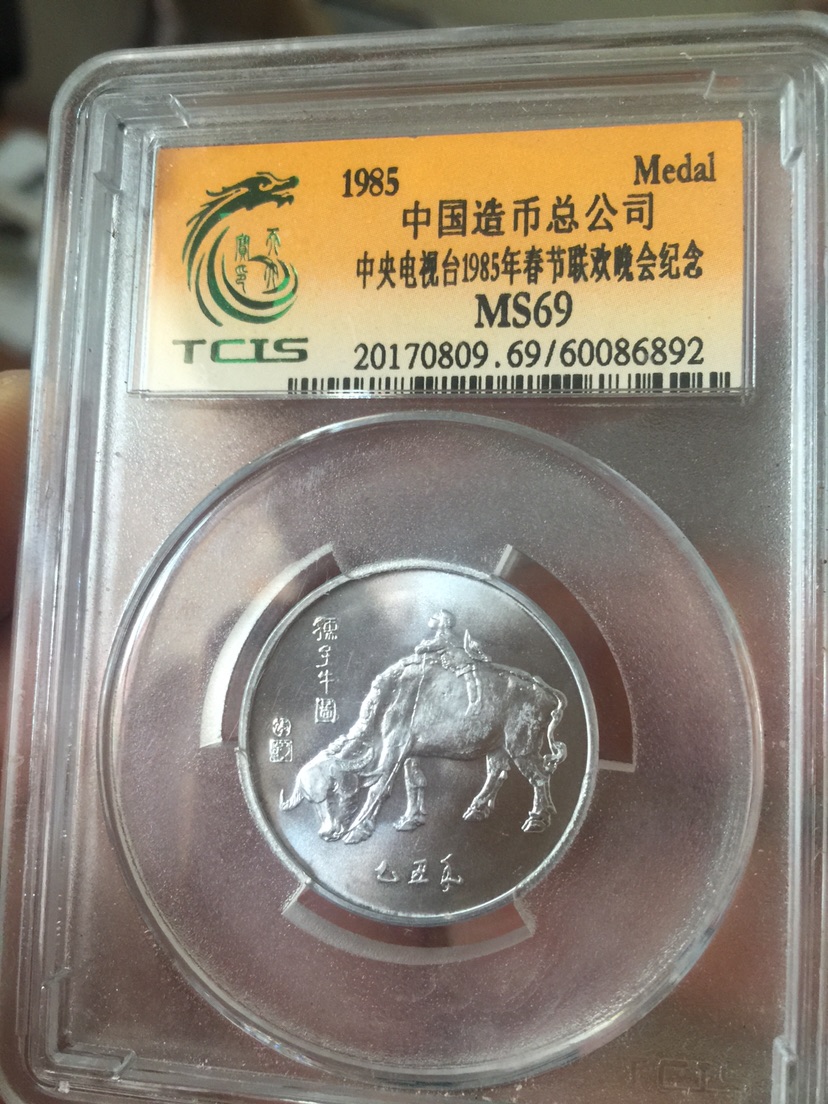 1985
Medal
中国造币总公司
中央电视台1985年春节联欢晚会纪念
MS69
20170809.69/60086892
TCIS
孺子牛圖
乙丑年
TCIS